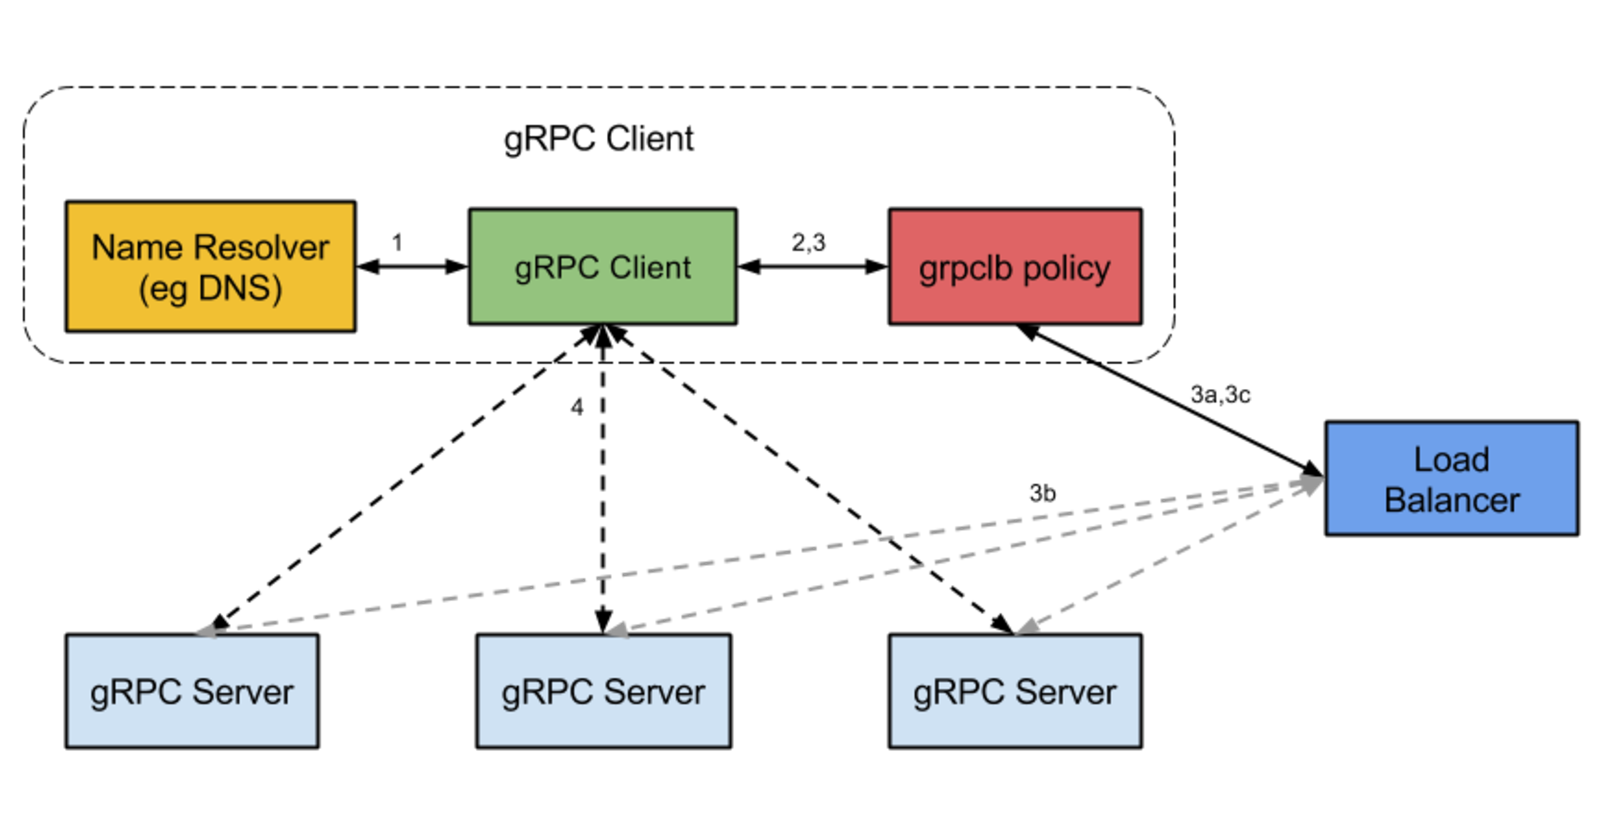 gRPC Client
Name Resolver
(eg DNS)
1
gRPC Client
2,3
grpclb policy
4
3a,3c
3b
Load
Balancer
gRPC Server
gRPC Server
gRPC Server